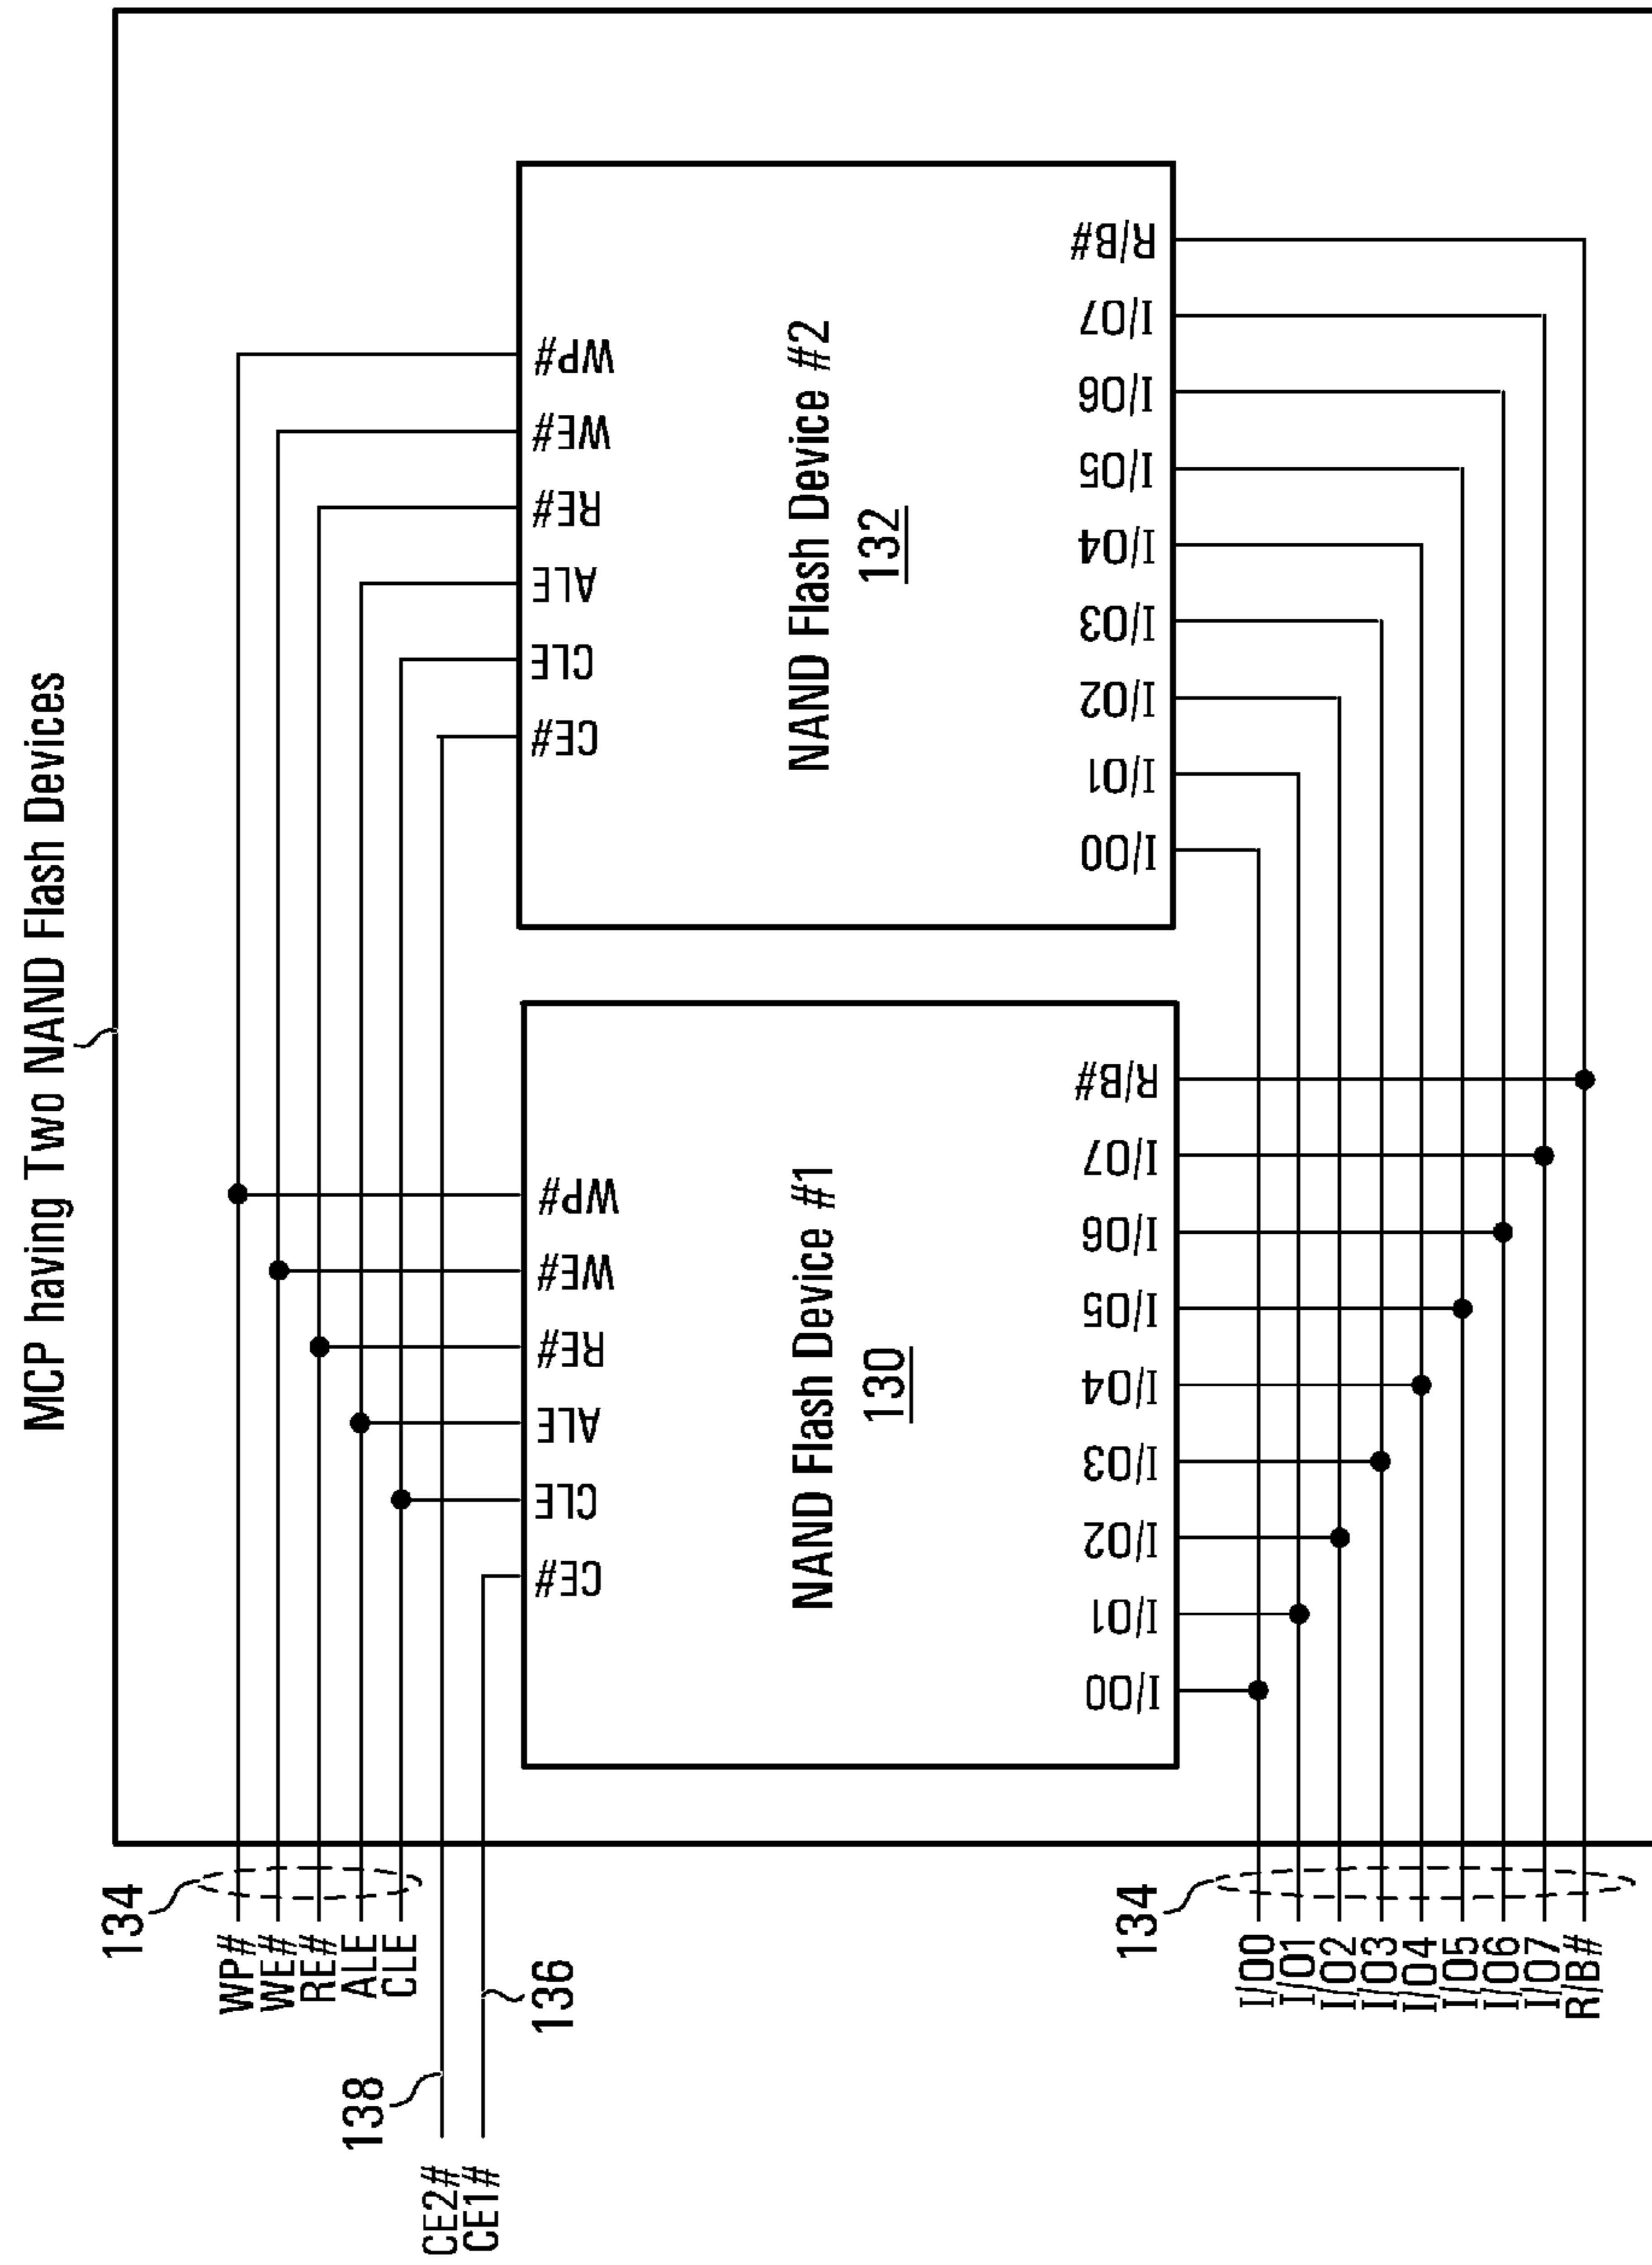 MCP having Two NAND Flash Devices
134
WP#
WE#
RE#
ALE
CLE
138
136
CE2#
CE1#
CE#
CLE
ALE
RE#
WE#
WP#
NAND Flash Device #1
130
I/O0
I/O1
I/O2
I/O3
I/O4
I/O5
I/O6
I/O7
R/B#
CE#
CLE
ALE
RE#
WE#
WP#
NAND Flash Device #2
132
I/O0
I/O1
I/O2
I/O3
I/O4
I/O5
I/O6
I/O7
R/B#
134
I/O0
I/O1
I/O2
I/O3
I/O4
I/O5
I/O6
I/O7
R/B#